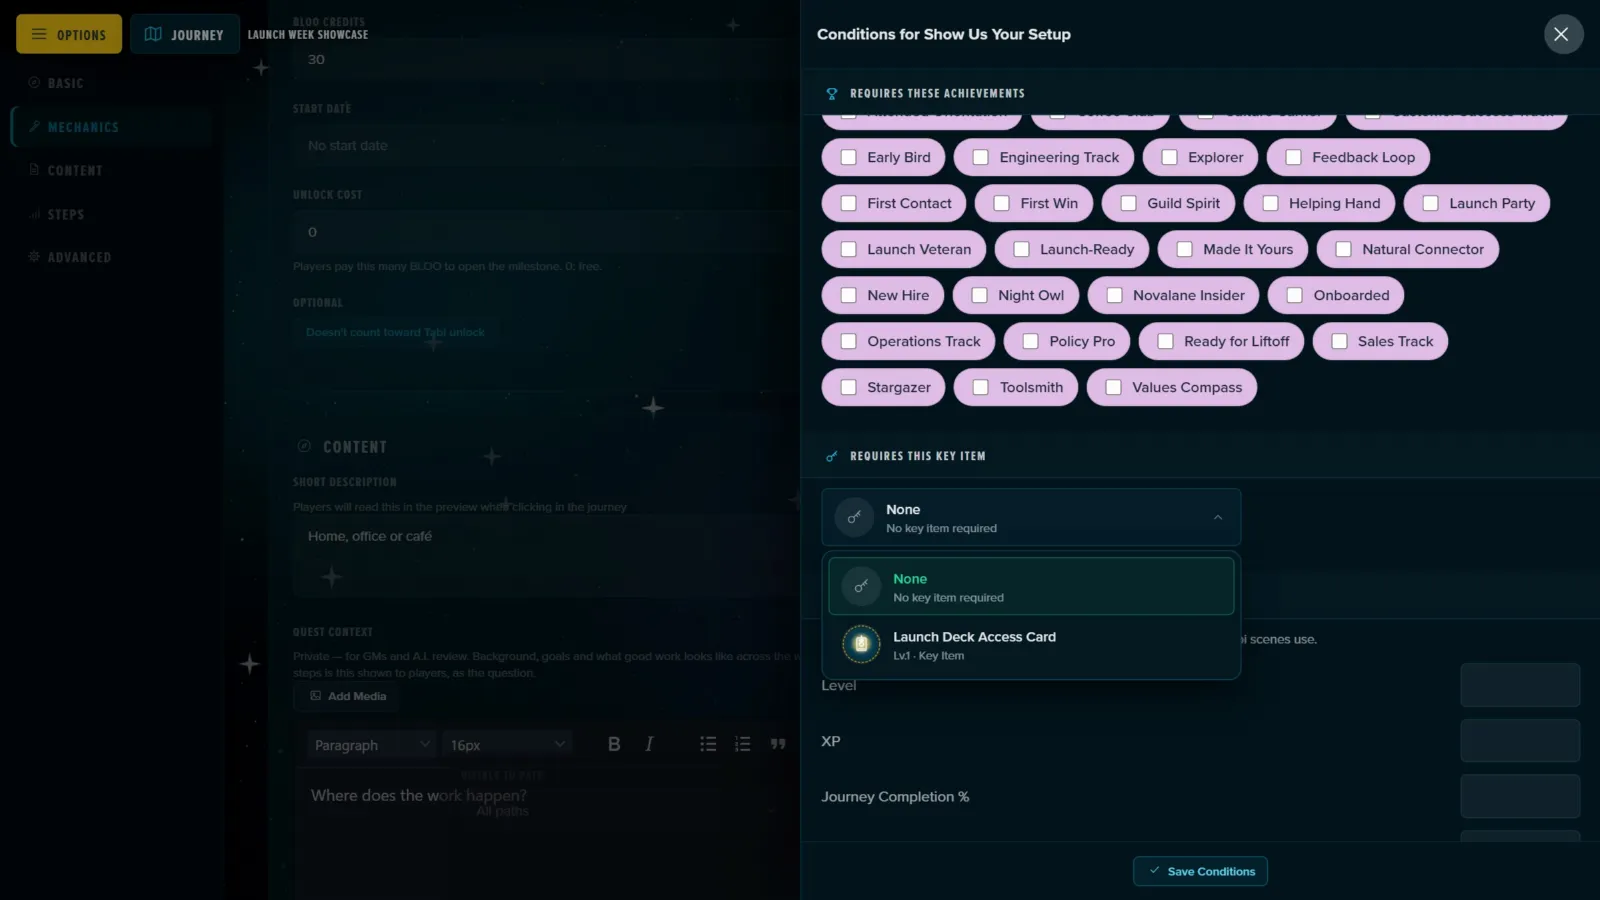 OPTIONS
JOURNEY
BLOO CREDITS
LAUNCH WEEK SHOWCASE
30
BASIC
MECHANICS
CONTENT
STEPS
ADVANCED
START DATE
No start date
UNLOCK COST
0
Players pay this many BLOO to open the milestone. 0: free.
OPTIONAL
Doesn't count toward Tabi unlock
CONTENT
SHORT DESCRIPTION
Players will read this in the preview when clicking in the journey
Home, office or café
QUEST CONTEXT
Private — for GMs and A.I. review. Background, goals and what good work looks like across the
steps is this shown to players, as the question.
Add Media
Paragraph
16px
B I
VISIBLE TO PATH
Where does the work happen?
All paths
Conditions for Show Us Your Setup
REQUIRES THESE ACHIEVEMENTS
Early Bird Engineering Track Explorer Feedback Loop
First Contact First Win Guild Spirit Helping Hand Launch Party
Launch Veteran Launch-Ready Made It Yours Natural Connector
New Hire Night Owl Novalane Insider Onboarded
Operations Track Policy Pro Ready for Liftoff Sales Track
Stargazer Toolsmith Values Compass
REQUIRES THIS KEY ITEM
None
No key item required
None
No key item required
Launch Deck Access Card
Lv.1 · Key Item
scenes use.
Level
XP
Journey Completion %
Save Conditions